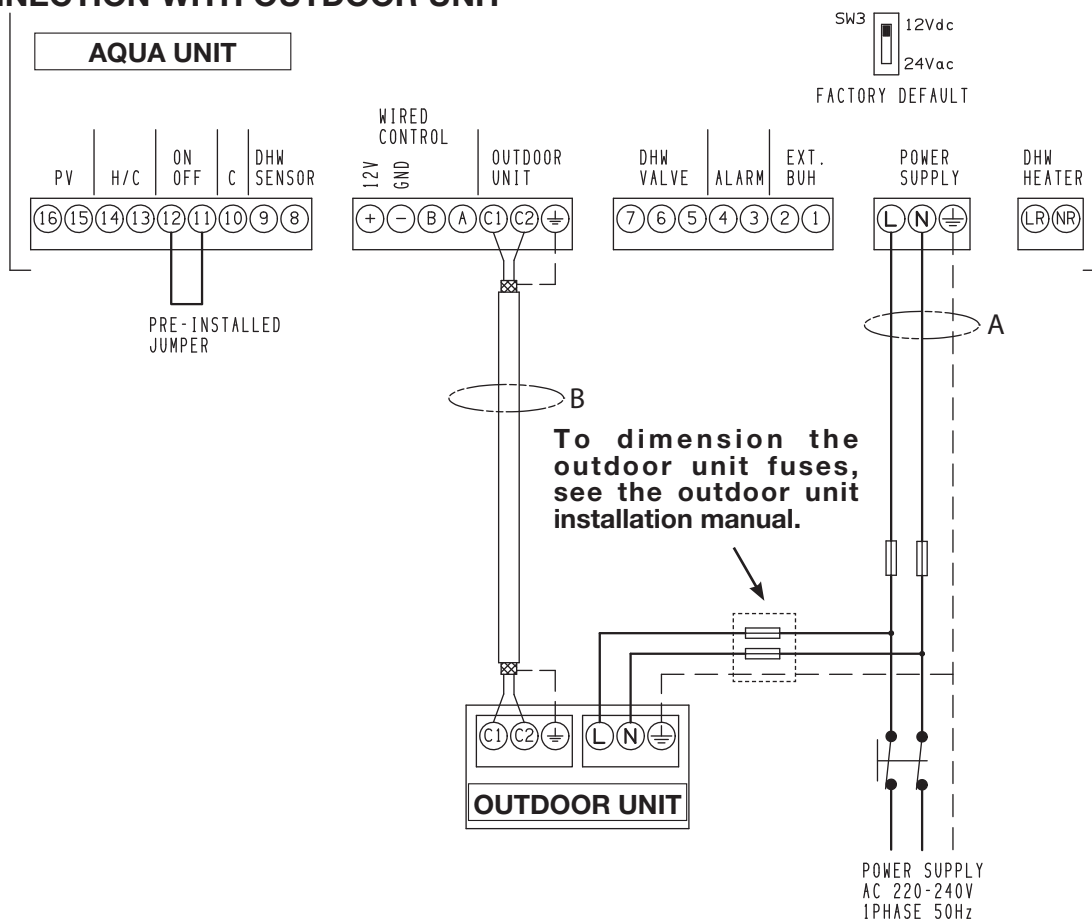 CONNECTION WITH OUTDOOR UNIT
SW3
12Vdc
24Vac
FACTORY DEFAULT
AQUA UNIT
WIRED
CONTROL
PV
H/C
ON
OFF
C
DHW
SENSOR
12V
GND
OUTDOOR
UNIT
DHW
VALVE
ALARM
EXT.
BUH
POWER
SUPPLY
DHW
HEATER
16 15 14 13 12 11 10 9 8
+ − B A C1 C2
7 6 5 4 3 2 1
L N
LR NR
PRE-INSTALLED
JUMPER
A
B
To dimension the
outdoor unit fuses,
see the outdoor unit
installation manual.
C1 C2
L N
OUTDOOR UNIT
POWER SUPPLY
AC 220-240V
1PHASE 50Hz